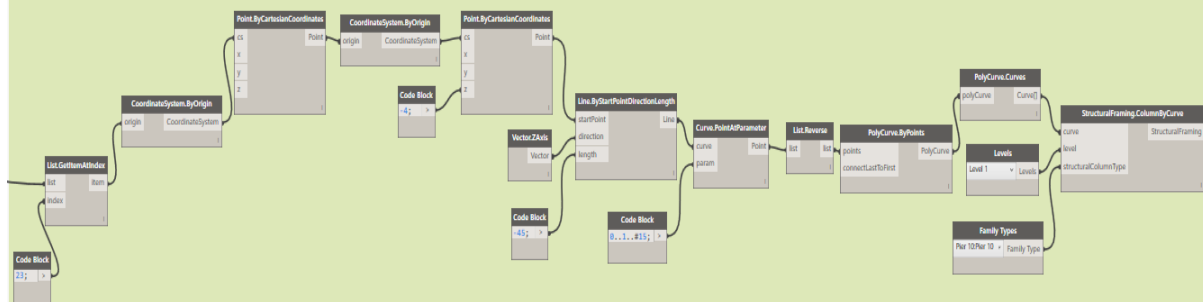 List.GetItemAtIndex
list item
index
Code Block
23; >
CoordinateSystem.ByOrigin
origin CoordinateSystem
Point.ByCartesianCoordinates
cs Point
x
y
z
CoordinateSystem.ByOrigin
origin CoordinateSystem
Point.ByCartesianCoordinates
cs Point
x
y
z
Code Block
-4; >
Line.ByStartPointDirectionLength
startPoint Line
direction
length
Vector.ZAxis
Vector
Code Block
-45; >
Curve.PointAtParameter
curve Point
param
Code Block
0..1..#15; >
List.Reverse
list list
PolyCurve.ByPoints
points PolyCurve
connectLastToFirst
PolyCurve.Curves
polyCurve Curve[]
Levels
Level 1 Levels
Family Types
Pier 10:Pier 10 Family Type
StructuralFraming.ColumnByCurve
curve StructuralFraming
level
structuralColumnType